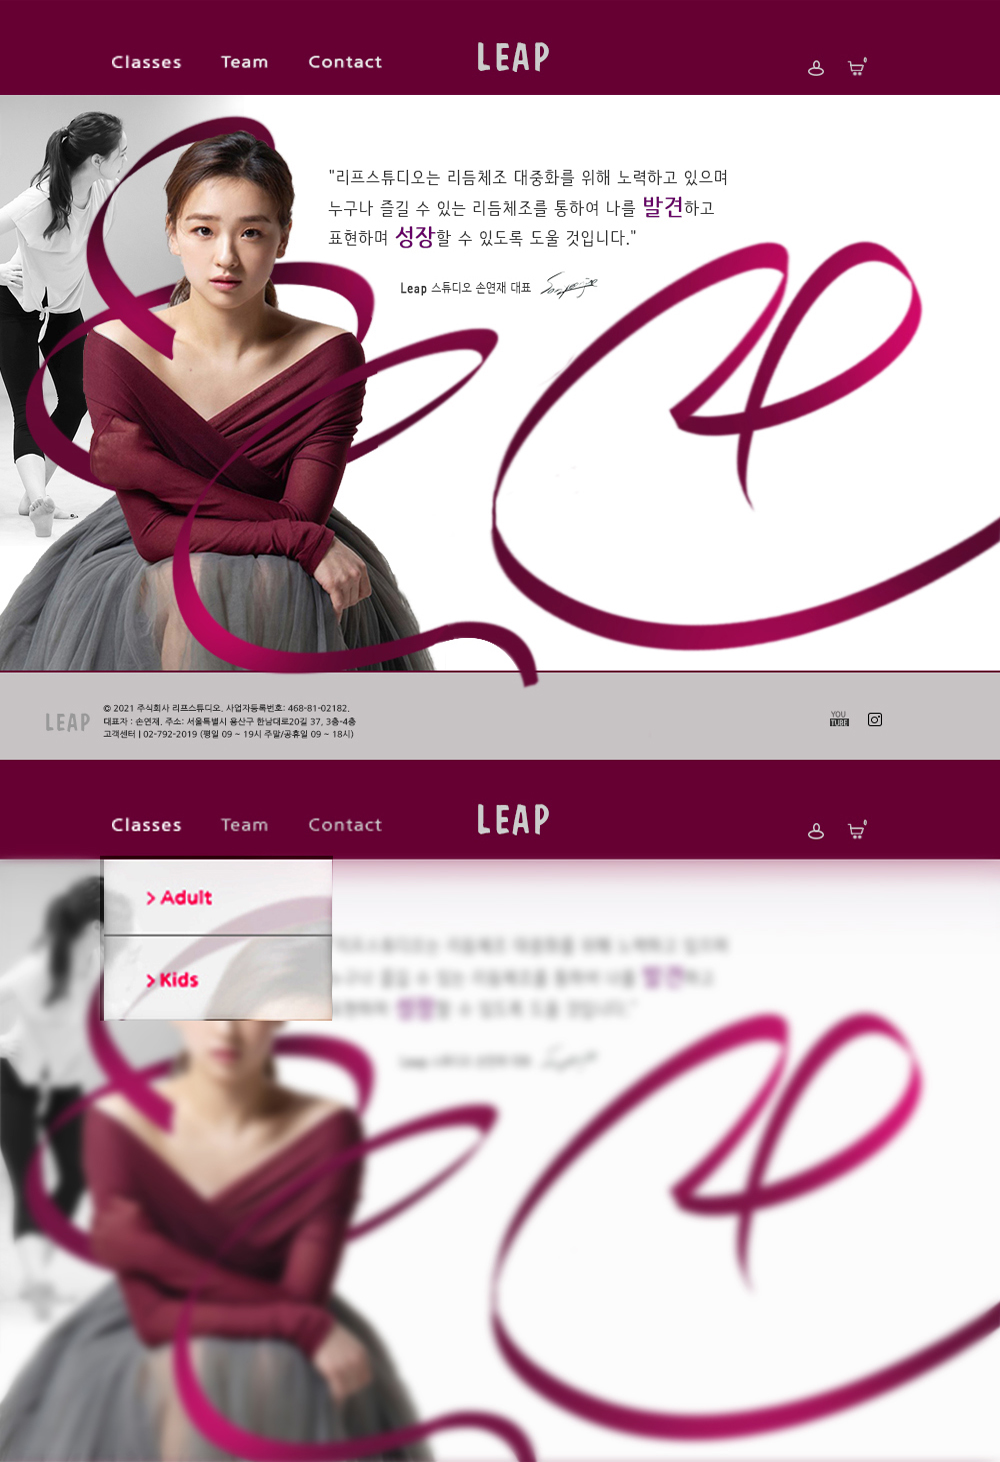 Classes Team Contact LEAP 0
"리프스튜디오는 리듬체조 대중화를 위해 노력하고 있으며
누구나 즐길 수 있는 리듬체조를 통하여 나를 발견하고
표현하며 성장할 수 있도록 도울 것입니다."
Leap 스튜디오 손연재 대표
LEAP
© 2021 주식회사 리프스튜디오. 사업자등록번호: 468-81-02182.
대표자 : 손연재. 주소: 서울특별시 용산구 한남대로20길 37, 3층-4층
고객센터 | 02-792-2019 (평일 09 ~ 19시 주말/공휴일 09 ~ 18시)
YOU
TUBE
Classes Team Contact LEAP 0
> Adult
> Kids